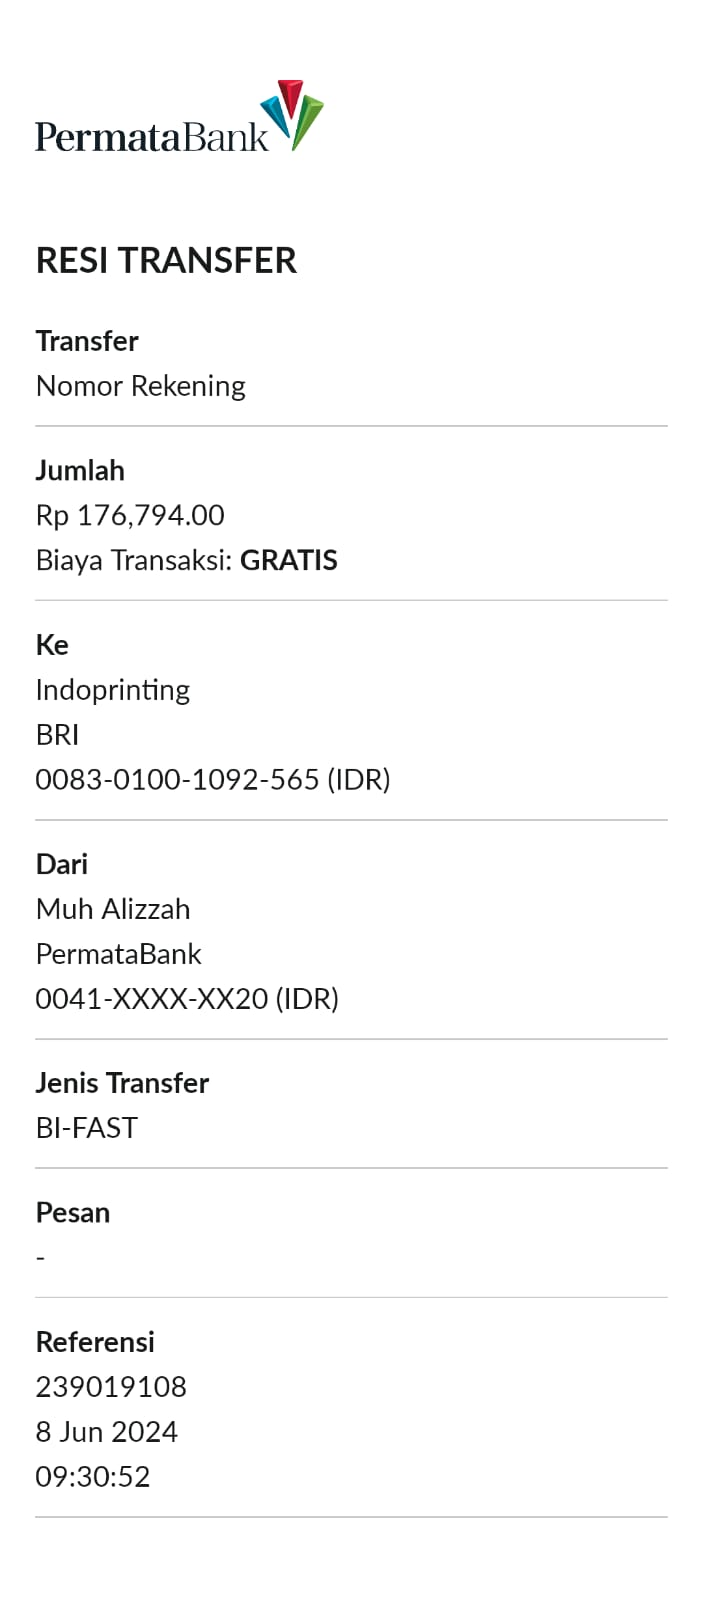 PermataBank
RESI TRANSFER
Transfer
Nomor Rekening
Jumlah
Rp 176,794.00
Biaya Transaksi: GRATIS
Ke
Indoprinting
BRI
0083-0100-1092-565 (IDR)
Dari
Muh Alizzah
PermataBank
0041-XXXX-XX20 (IDR)
Jenis Transfer
BI-FAST
Pesan
-
Referensi
239019108
8 Jun 2024
09:30:52